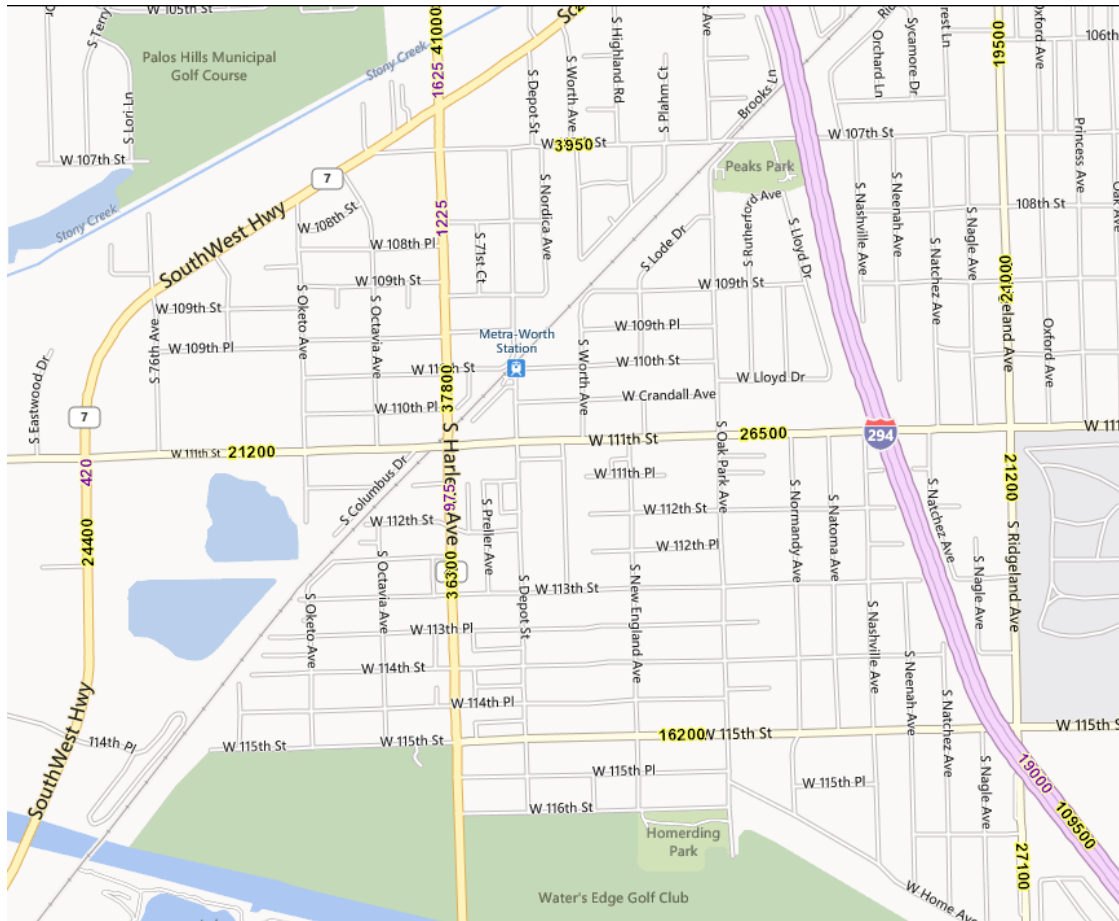 W 105th St
S Terry
Palos Hills Municipal
Golf Course
Stony Creek
S Lori Ln
W 107th St
Stony Creek
1625 41000
S Depot St
S Worth Ave
S Highland Rd
S Plahm Ct
Brooks Ln
Orchard Ln
Sycamore Dr
rest Ln
19500
Oxford Ave
106th
3950
W 107th St
Peaks Park
Princess Ave
7
SouthWest Hwy
1225
W 108th St
W 108th Pl
S 71st Ct
S Nordica Ave
S Lode Dr
S Rutherford Ave
S Lloyd Dr
S Nashville Ave
S Neenah Ave
S Natchez Ave
S Nagle Ave
108th St
W 109th St
W 109th St
W 109th St
21000
W 109th Pl
W 109th Pl
S 76th Ave
S Oketo Ave
S Octavia Ave
Metra-Worth
Station
S Worth Ave
W 110th St
W 110th Pl
W Crandall Ave
W Lloyd Dr
Oxford Ave
S Eastwood Dr
7
37800
S Harlem Ave
W 111th St
21200
W 111th St
26500
294
420
24400
9725
36300
S Columbus Dr
W 111th Pl
S Oak Park Ave
21200
S Ridgeland Ave
W 112th St
W 112th St
W 112th Pl
S Preller Ave
S Octavia Ave
S Normandy Ave
S Natoma Ave
S Natchez Ave
S Nagle Ave
W 113th St
S Depot St
S New England Ave
S Oketo Ave
W 113th Pl
W 114th St
W 114th Pl
S Nashville Ave
S Neenah Ave
S Natchez Ave
S Nagle Ave
SouthWest Hwy
114th Pl
W 115th St
W 115th St
16200
W 115th St
W 115th St
W 115th Pl
W 115th Pl
19000
109500
27100
W 116th St
Homerding
Park
Water's Edge Golf Club
W Home Ave